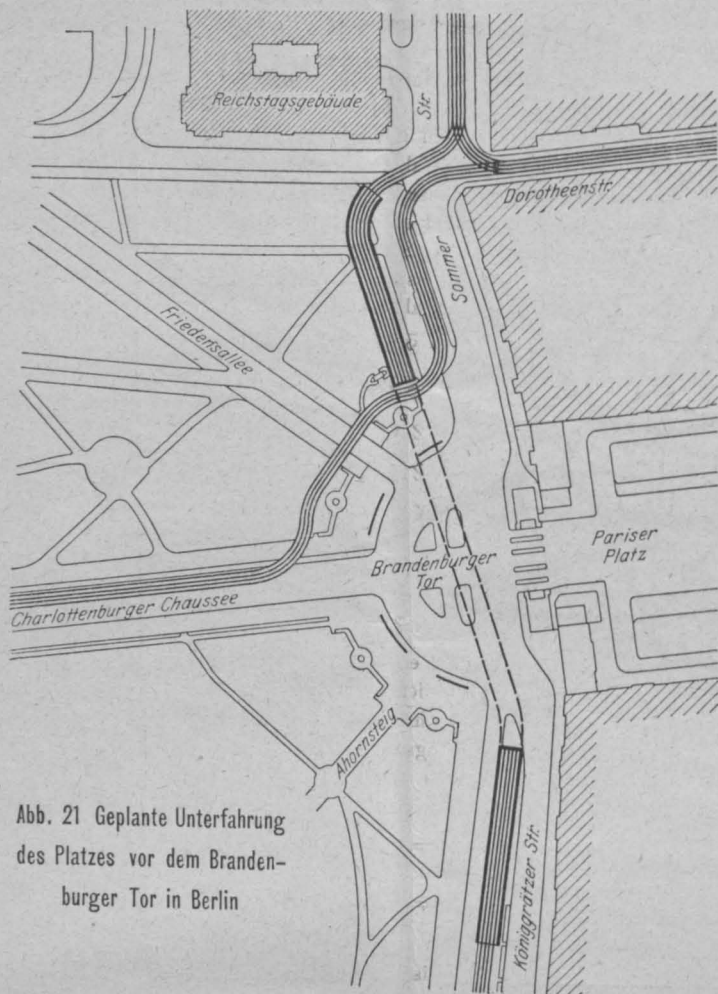 Reichstagsgebäude
Str.
Dorotheenstr.
Sommer
Friedensallee
Pariser
Platz
Brandenburger
Tor
Charlottenburger Chaussee
Ahornsteig
Königgrätzer Str.
Abb. 21 Geplante Unterfahrung
des Platzes vor dem Branden-
burger Tor in Berlin